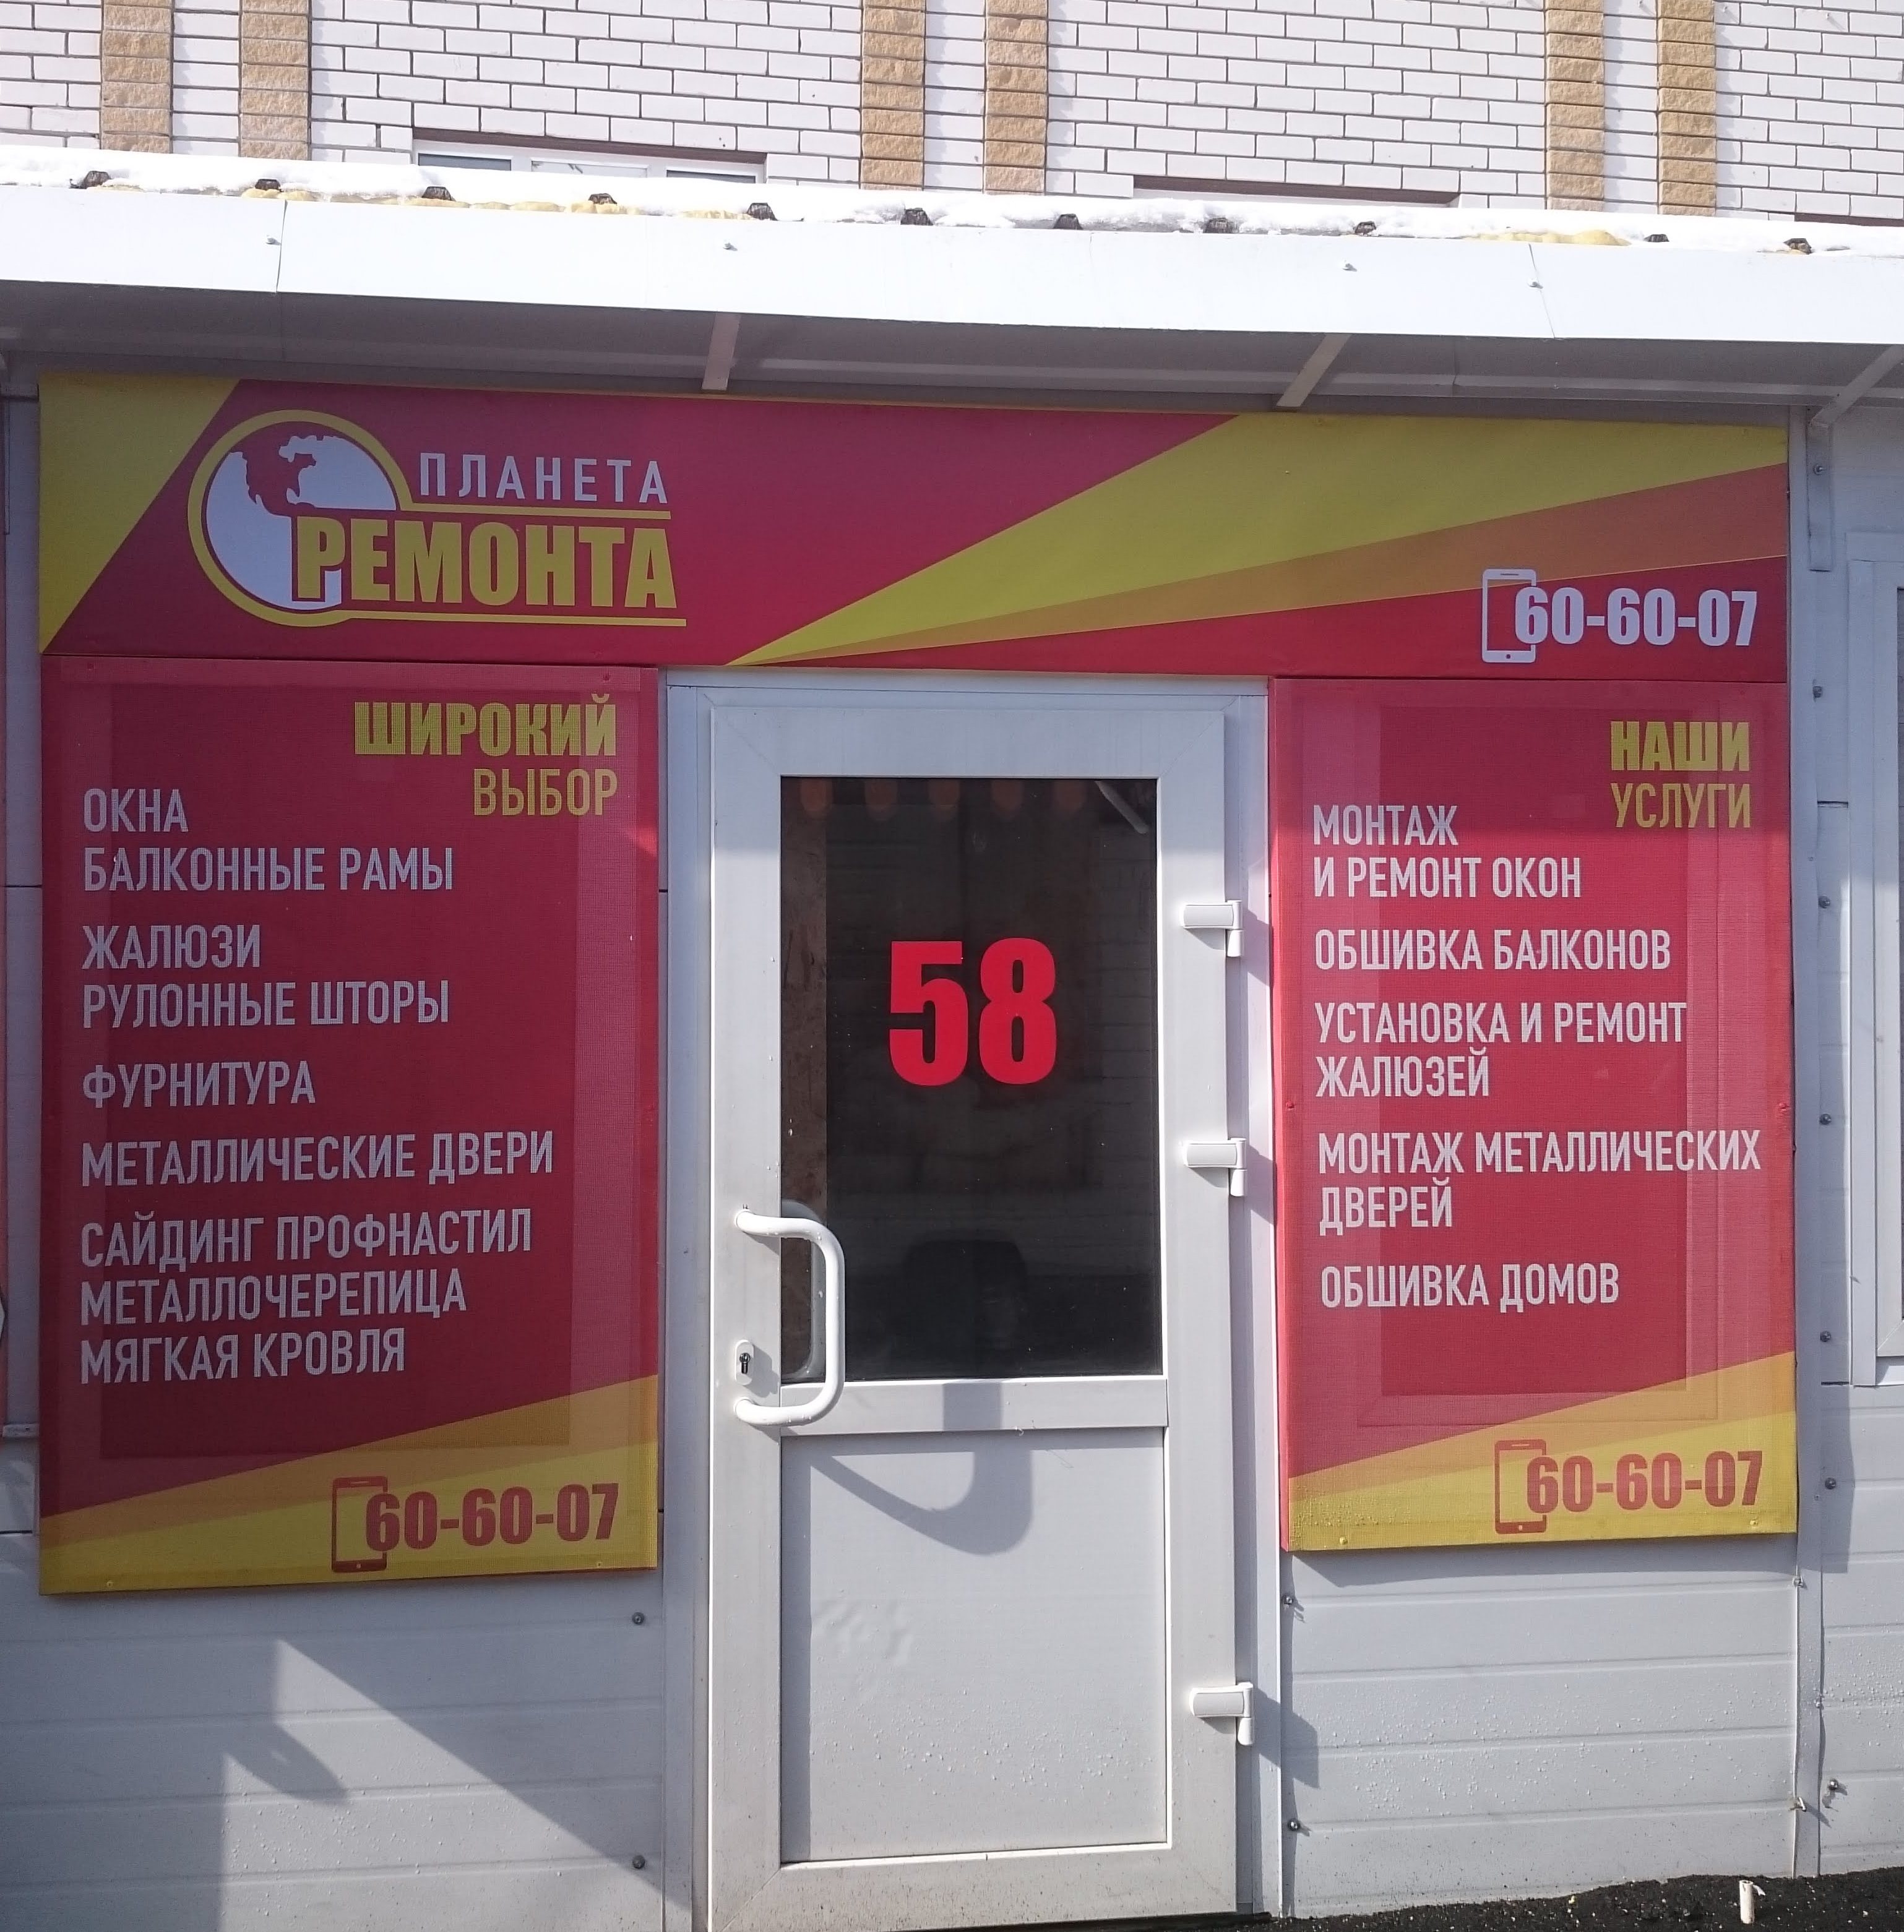 ПЛАНЕТА
РЕМОНТА
60-60-07
ШИРОКИЙ
ВЫБОР
ОКНА
БАЛКОННЫЕ РАМЫ
ЖАЛЮЗИ
РУЛОННЫЕ ШТОРЫ
ФУРНИТУРА
МЕТАЛЛИЧЕСКИЕ ДВЕРИ
САЙДИНГ ПРОФНАСТИЛ
МЕТАЛЛОЧЕРЕПИЦА
МЯГКАЯ КРОВЛЯ
60-60-07
58
НАШИ
УСЛУГИ
МОНТАЖ
И РЕМОНТ ОКОН
ОБШИВКА БАЛКОНОВ
УСТАНОВКА И РЕМОНТ
ЖАЛЮЗЕЙ
МОНТАЖ МЕТАЛЛИЧЕСКИХ
ДВЕРЕЙ
ОБШИВКА ДОМОВ
60-60-07